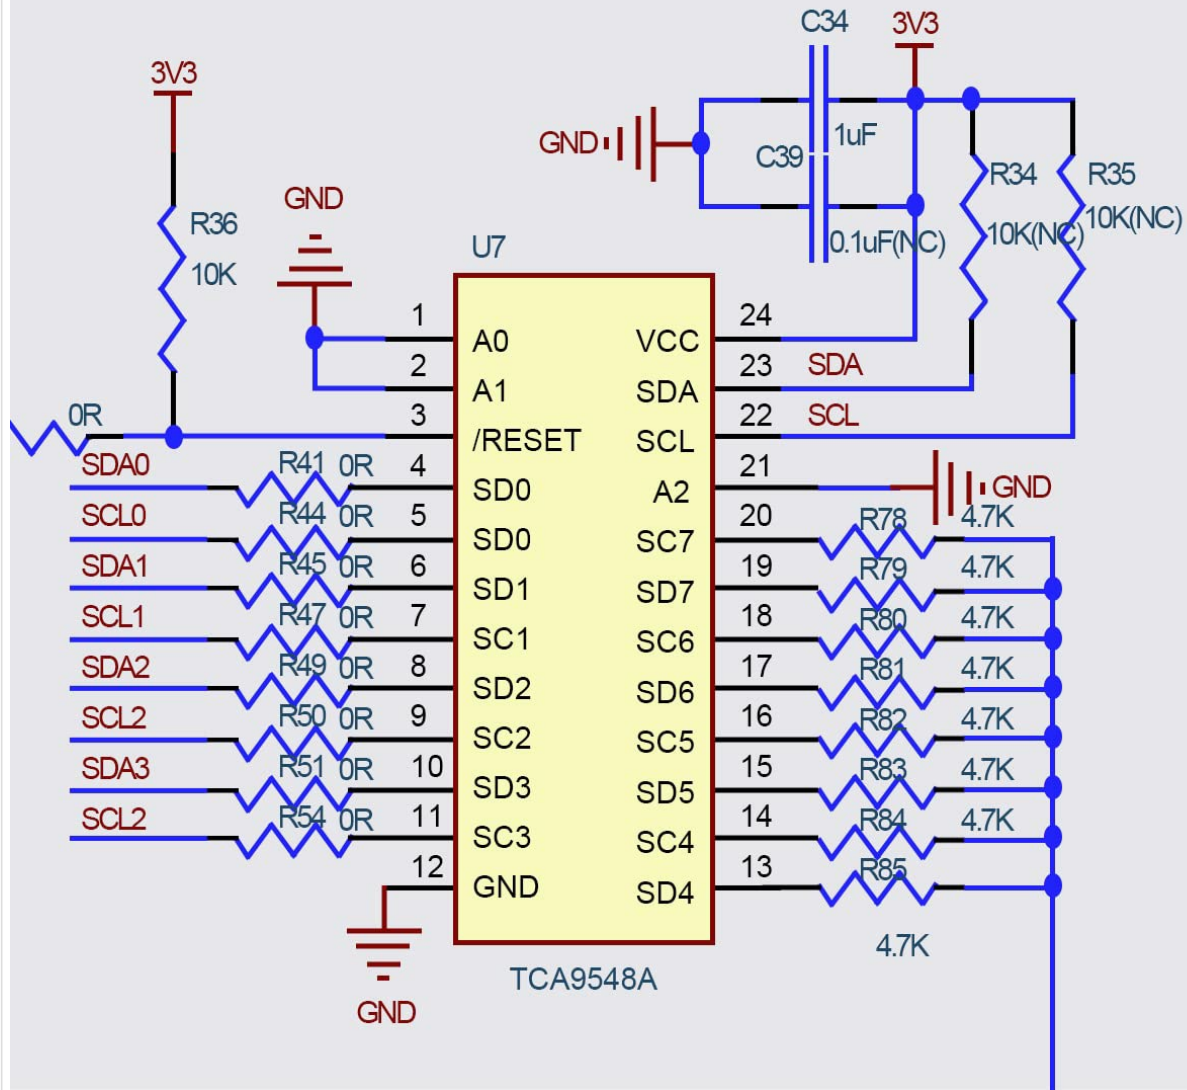 C34
3V3
3V3
GND
1uF
C39
R34
R35
GND
R36
10K(NC)
10K(NC)
U7
0.1uF(NC)
10K
1
A0
VCC
24
2
A1
SDA
23
SDA
0R
3
/RESET
SCL
22
SCL
SDA0
R41
0R
4
SD0
A2
21
GND
SCL0
R44
0R
5
SD0
SC7
20
R78
4.7K
SDA1
R45
0R
6
SD1
SD7
19
R79
4.7K
SCL1
R47
0R
7
SC1
SC6
18
R80
4.7K
SDA2
R49
0R
8
SD2
SD6
17
R81
4.7K
SCL2
R50
0R
9
SC2
SC5
16
R82
4.7K
SDA3
R51
0R
10
SD3
SD5
15
R83
4.7K
SCL2
R54
0R
11
SC3
SC4
14
R84
4.7K
12
GND
SD4
13
R85
4.7K
TCA9548A
GND